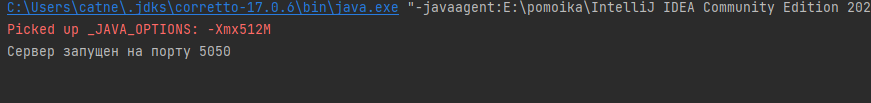 C:\Users\catne\.jdks\corretto-17.0.6\bin\java.exe "-javaagent:E:\pomoika\IntelliJ IDEA Community Edition 202
Picked up _JAVA_OPTIONS: -Xmx512M
Сервер запущен на порту 5050